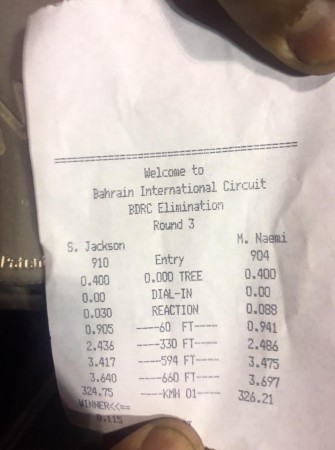 ==============================
Welcome to
Bahrain International Circuit
BDRC Elimination
Round 3
S. Jackson M. Naemi
910 Entry 904
0.400 0.000 TREE 0.400
0.00 DIAL-IN 0.00
0.030 REACTION 0.088
0.905 ----60 FT---- 0.941
2.436 ----330 FT---- 2.486
3.417 ----594 FT---- 3.475
3.640 ----660 FT---- 3.697
324.75 ----KMH 01---- 326.21
WINNER<<==
0.115